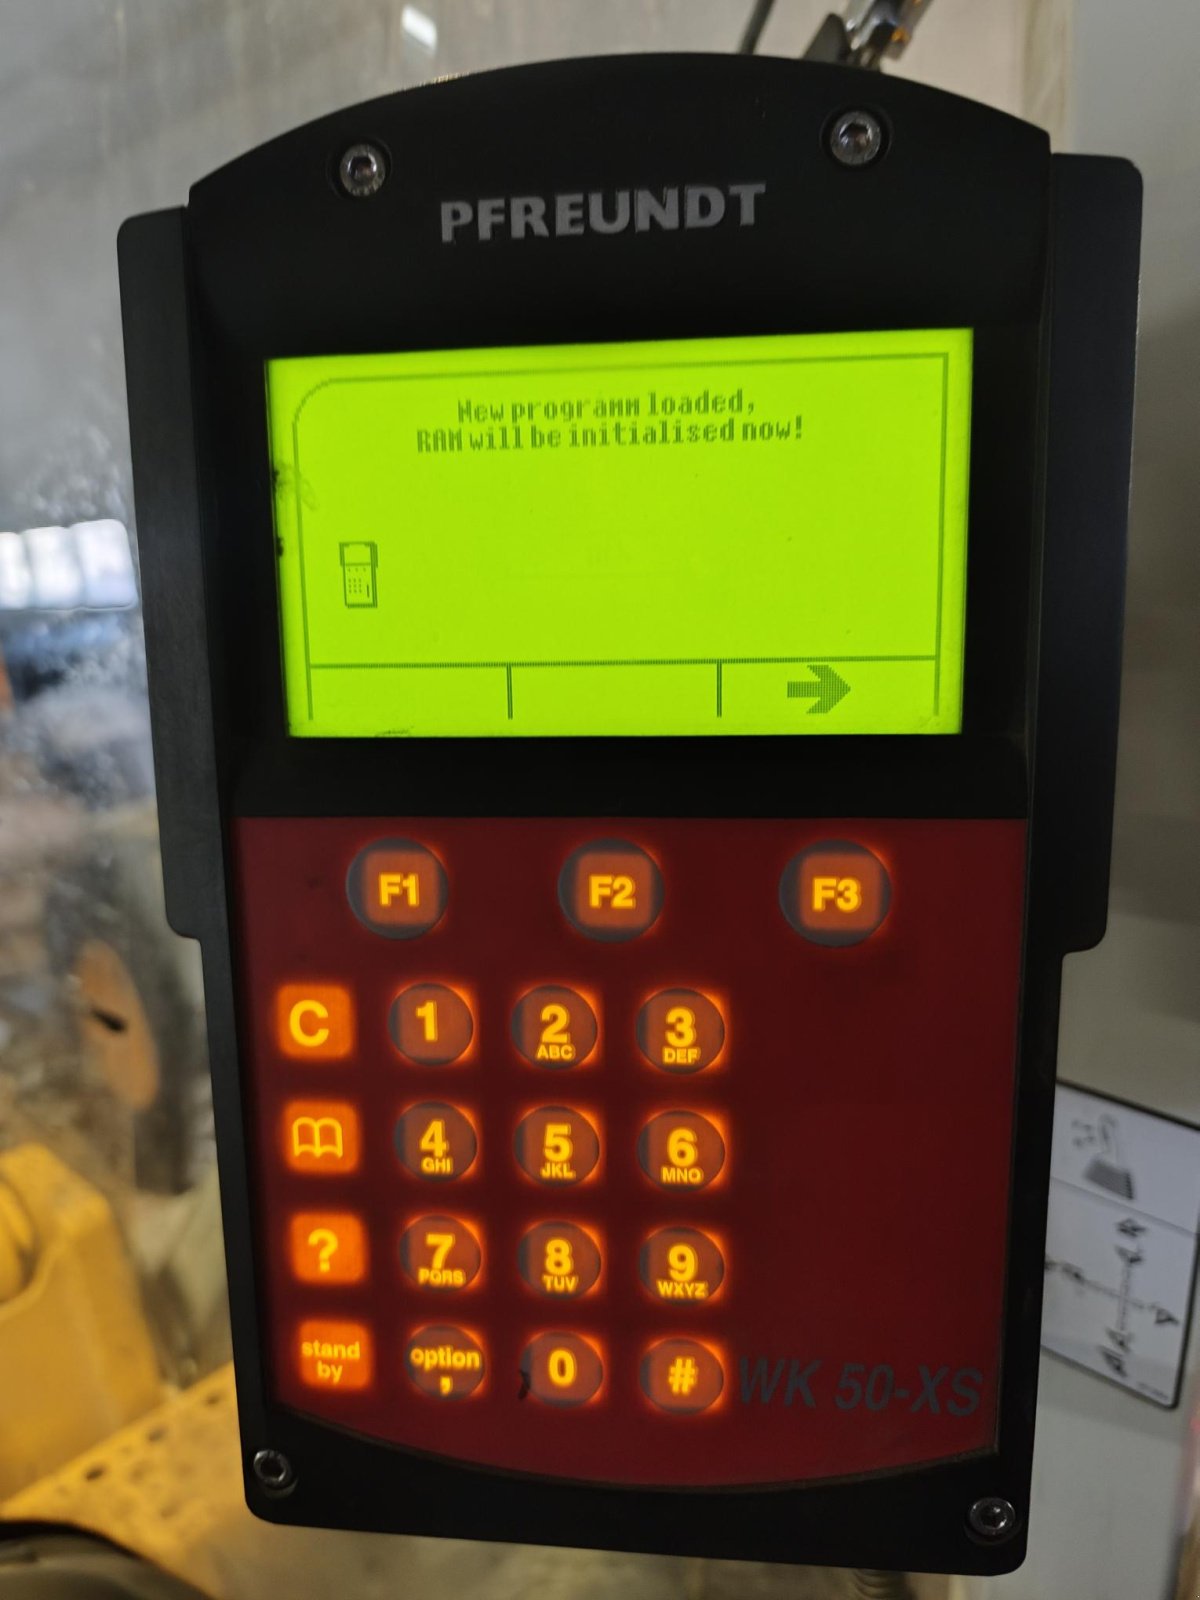 PFREUNDT
New programm loaded,
RAM will be initialised now!
F1 F2 F3
C 1 2 3
ABC DEF
4 5 6
GHI JKL MNO
? 7 8 9
PQRS TUV WXYZ
stand by option , 0 #
WK 50-XS